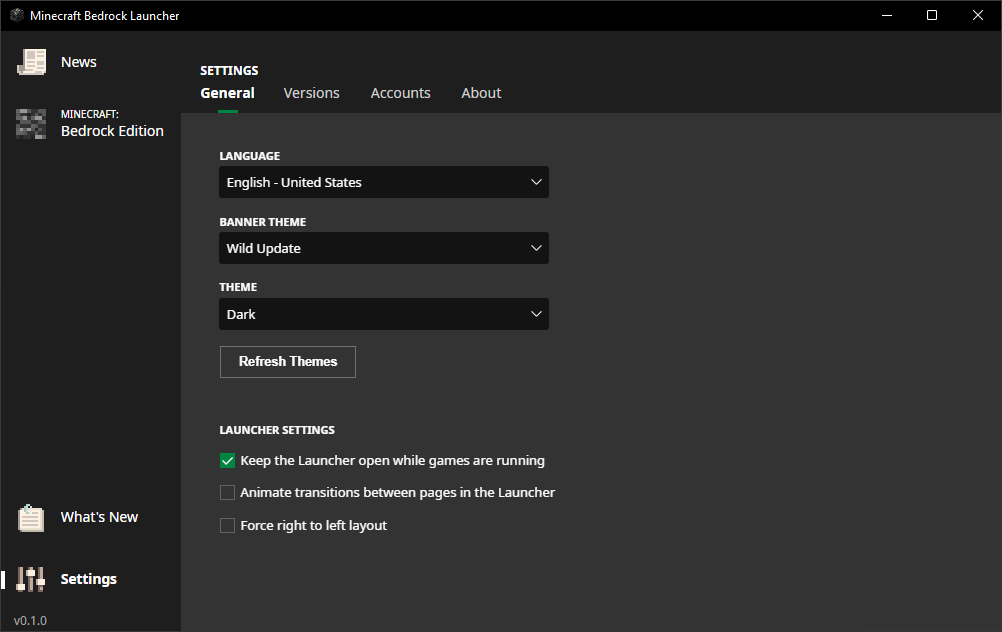 Minecraft Bedrock Launcher
News
MINECRAFT:
Bedrock Edition
What's New
Settings
v0.1.0
SETTINGS
General Versions Accounts About
LANGUAGE
English - United States
BANNER THEME
Wild Update
THEME
Dark
Refresh Themes
LAUNCHER SETTINGS
Keep the Launcher open while games are running
Animate transitions between pages in the Launcher
Force right to left layout